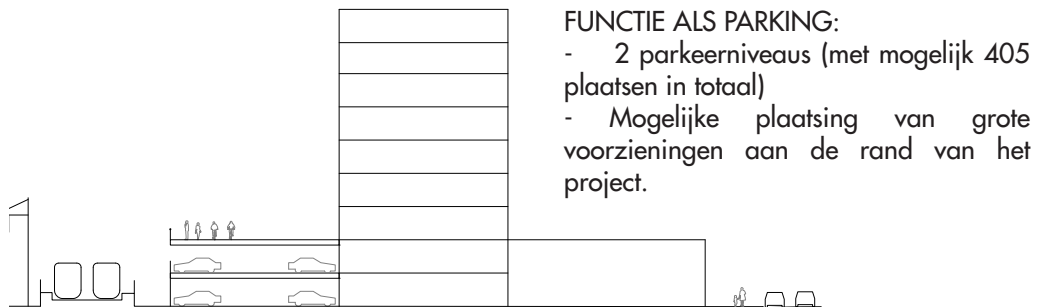 FUNCTIE ALS PARKING:
- 2 parkeerniveaus (met mogelijk 405
plaatsen in totaal)
- Mogelijke plaatsing van grote
voorzieningen aan de rand van het
project.